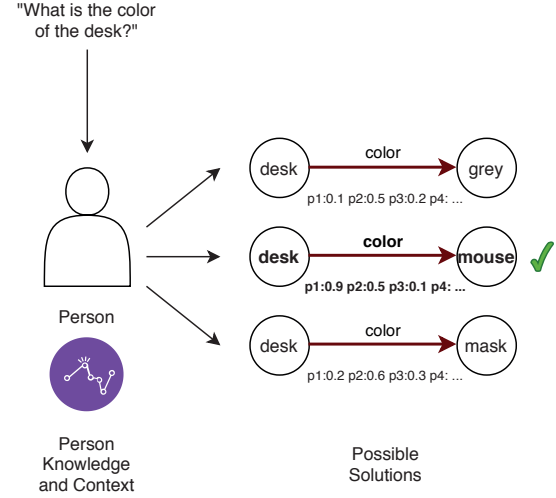 "What is the color
of the desk?"
color
desk
grey
p1:0.1 p2:0.5 p3:0.2 p4: ...
color
desk
mouse
p1:0.9 p2:0.5 p3:0.1 p4: ...
color
desk
mask
p1:0.2 p2:0.6 p3:0.3 p4: ...
Person
Person
Knowledge
and Context
Possible
Solutions